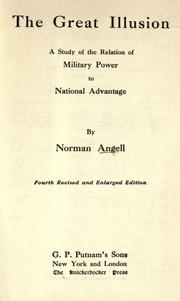 The Great Illusion
A Study of the Relation of
Military Power
to
National Advantage
By
Norman Angell
Fourth Revised and Enlarged Edition
G. P. Putnam's Sons
New York and London
The Knickerbocker Press